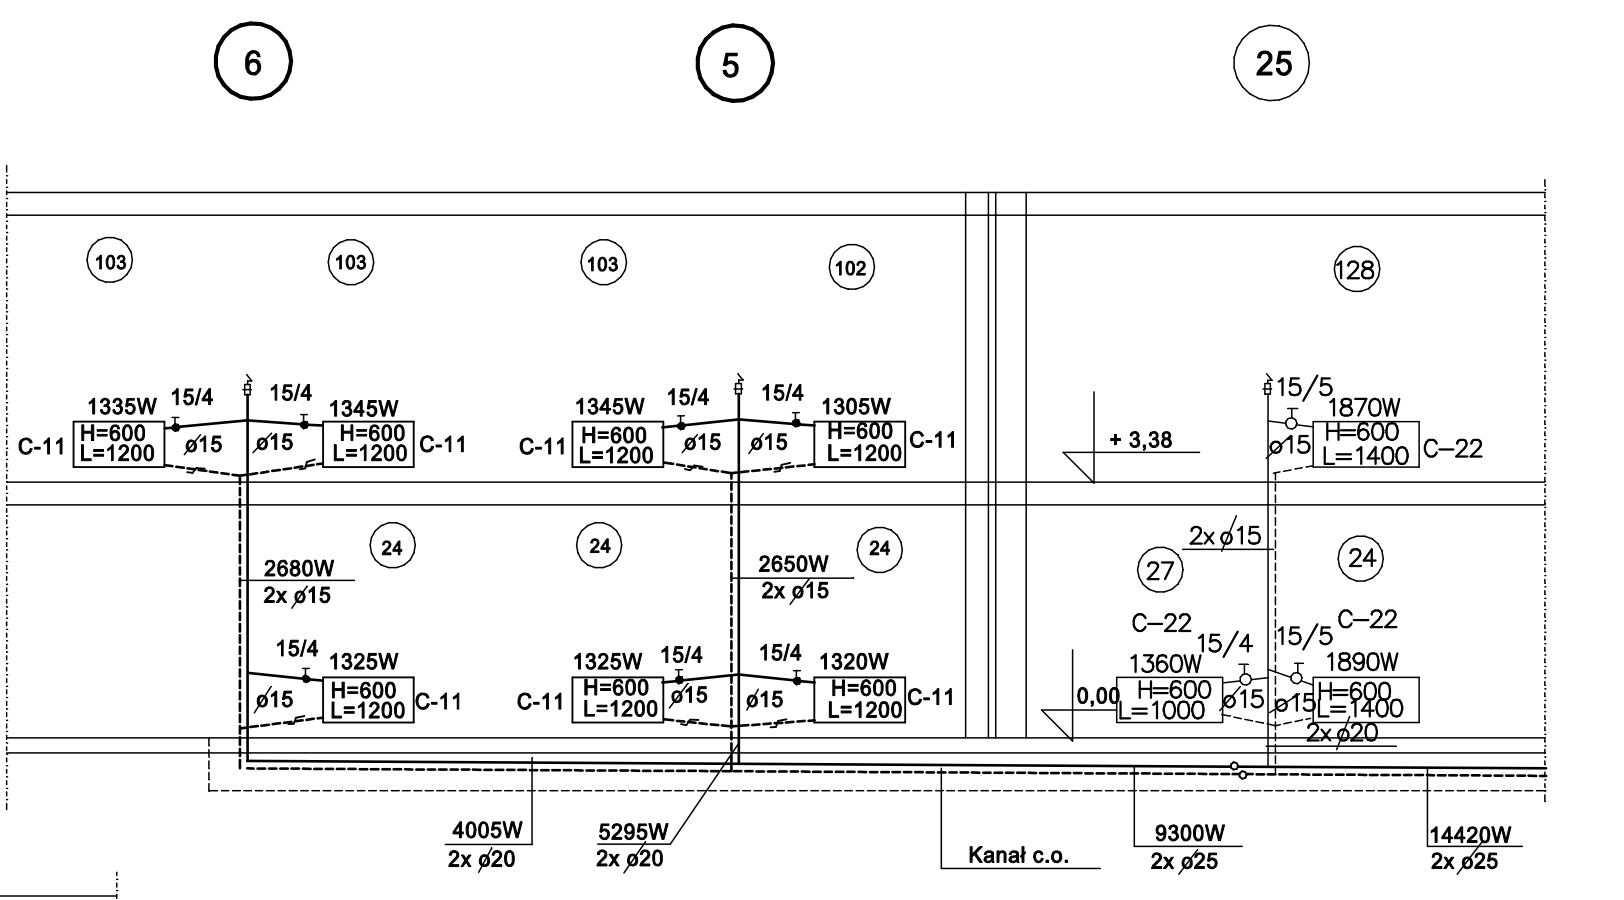 6
5
25
103
103
103
102
128
15/4
15/4
15/4
15/4
15/5
1335W
1345W
1345W
1305W
1870W
C-11
H=600
L=1200
ø15
ø15
H=600
L=1200
C-11
C-11
H=600
L=1200
ø15
ø15
H=600
L=1200
C-11
+ 3,38
ø15
H=600
L=1400
C-22
24
24
24
2x ø15
27
24
2680W
2x ø15
2650W
2x ø15
C-22
C-22
15/4
15/4
15/4
15/4
15/5
1325W
1325W
1320W
1360W
1890W
ø15
H=600
L=1200
C-11
C-11
H=600
L=1200
ø15
ø15
H=600
L=1200
C-11
0,00
H=600
L=1000
ø15
ø15
H=600
L=1400
2x ø20
4005W
2x ø20
5295W
2x ø20
Kanał c.o.
9300W
2x ø25
14420W
2x ø25